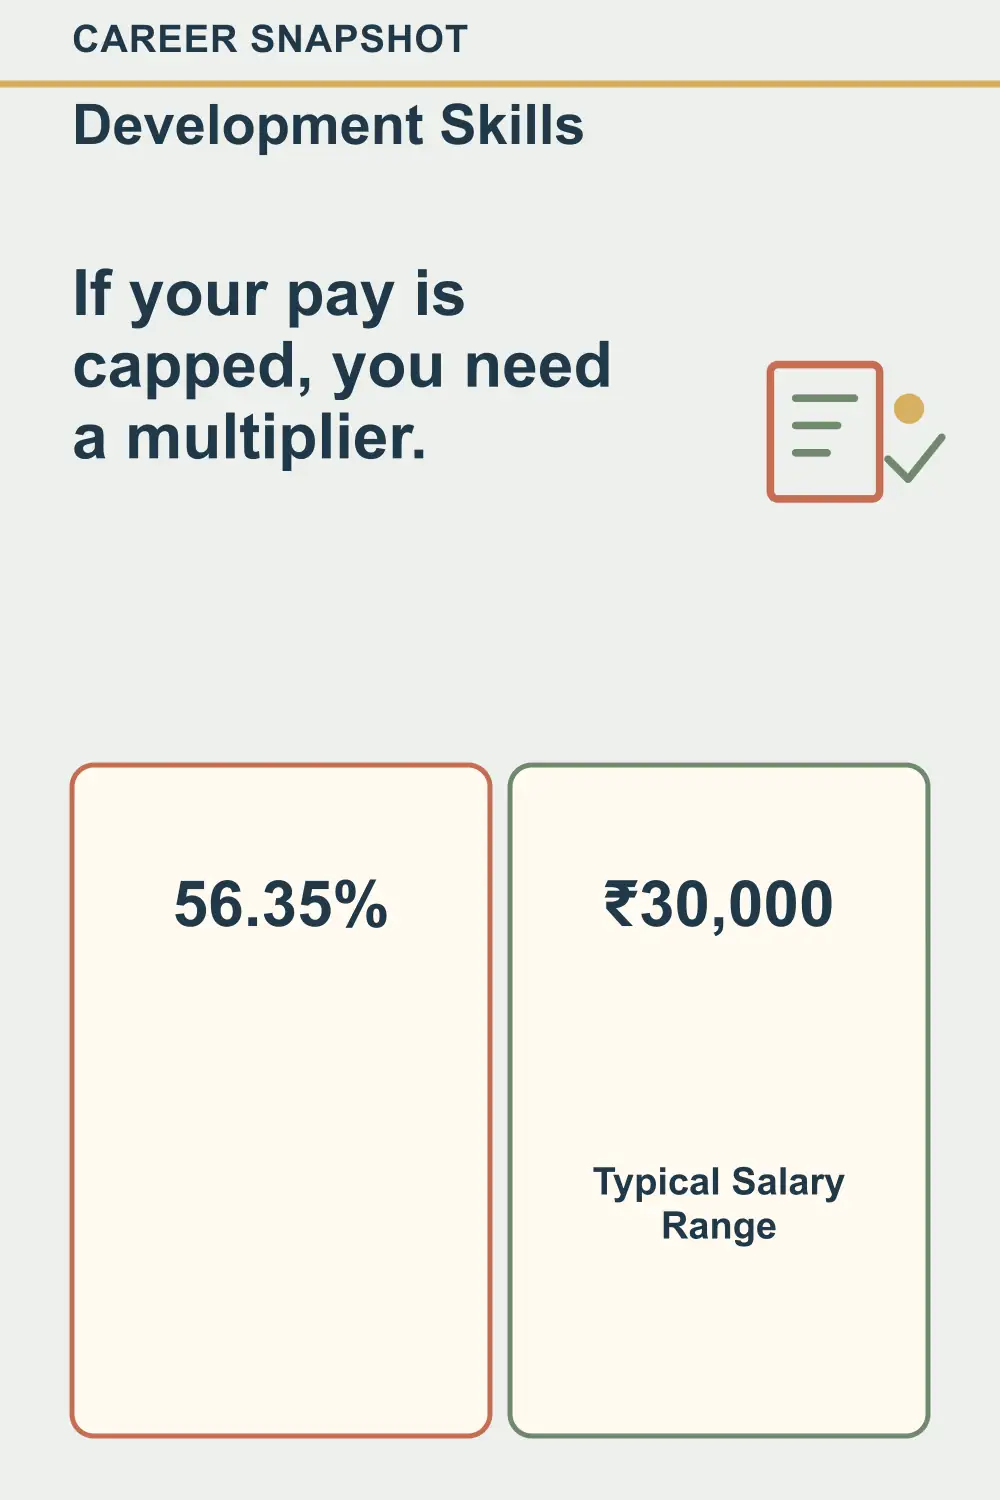 CAREER SNAPSHOT
Development Skills
If your pay is
capped, you need
a multiplier.
56.35%
₹30,000
Typical Salary
Range